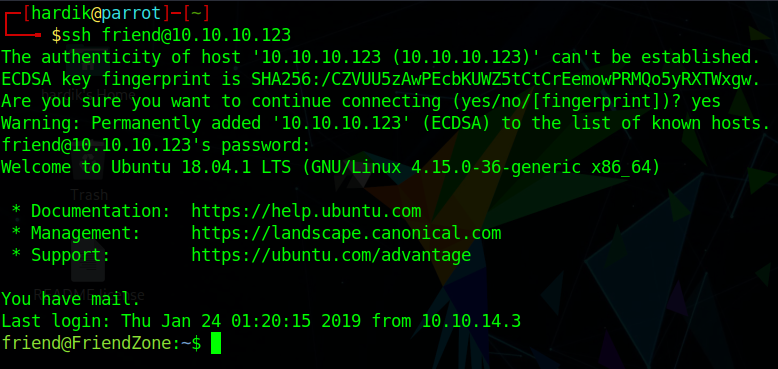 ┌─[hardik@parrot]─[~]
└──╼ $ssh friend@10.10.10.123
The authenticity of host '10.10.10.123 (10.10.10.123)' can't be established.
ECDSA key fingerprint is SHA256:/CZVUU5zAwPEcbKUWZ5tCtCrEemowPRMQo5yRXTWxgw.
Are you sure you want to continue connecting (yes/no/[fingerprint])? yes
Warning: Permanently added '10.10.10.123' (ECDSA) to the list of known hosts.
friend@10.10.10.123's password:
Welcome to Ubuntu 18.04.1 LTS (GNU/Linux 4.15.0-36-generic x86_64)
Trash
 * Documentation:  https://help.ubuntu.com
 * Management:     https://landscape.canonical.com
 * Support:        https://ubuntu.com/advantage
You have mail.
Last login: Thu Jan 24 01:20:15 2019 from 10.10.14.3
friend@FriendZone:~$